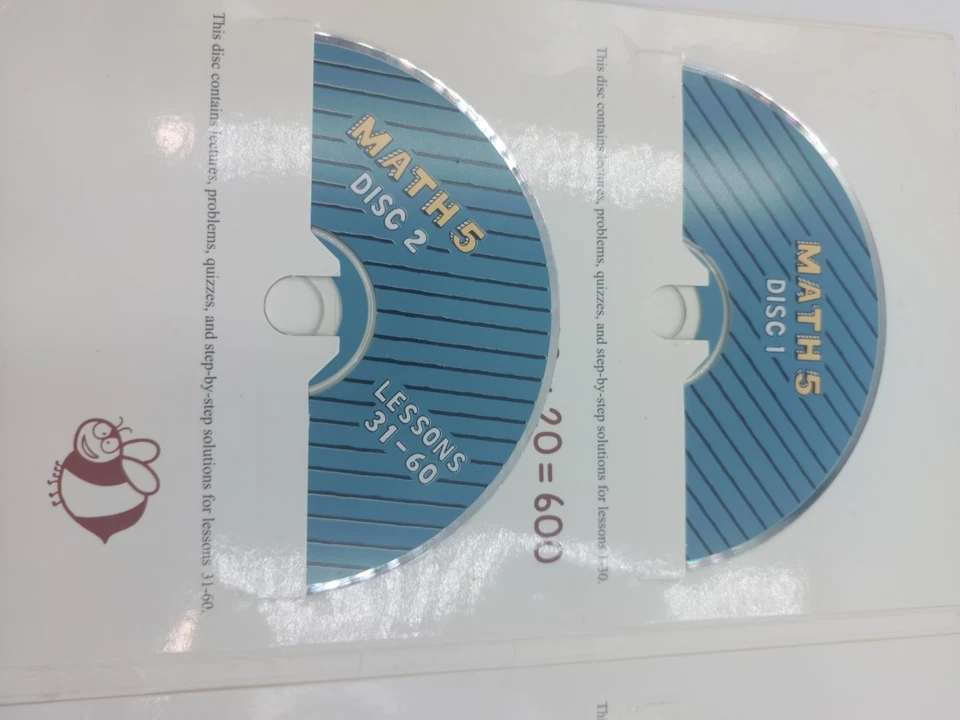 MATH 5
DISC 1
This disc contains lectures, problems, quizzes, and step-by-step solutions for lessons 1-30.
20=600
MATH 5
DISC 2
LESSONS
31-60
This disc contains lectures, problems, quizzes, and step-by-step solutions for lessons 31-60.
Th